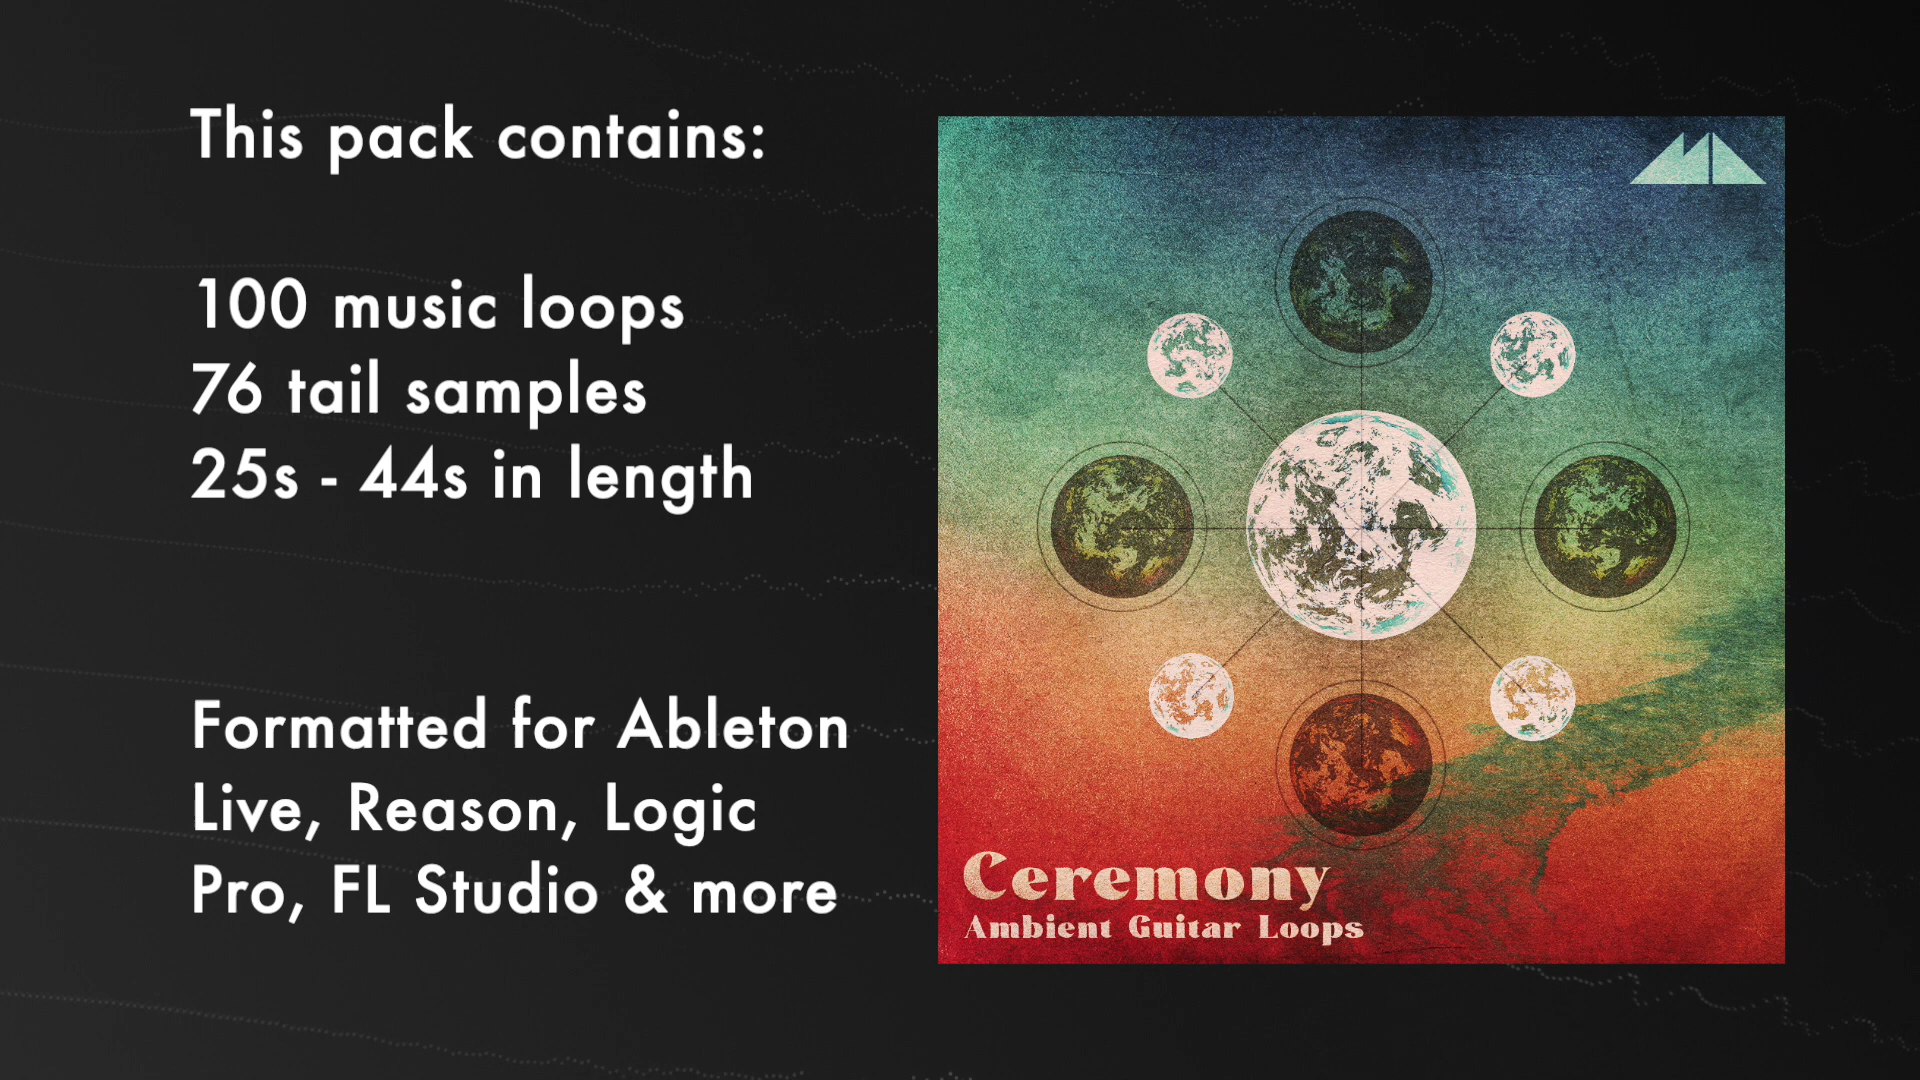 This pack contains:
100 music loops
76 tail samples
25s - 44s in length
Formatted for Ableton
Live, Reason, Logic
Pro, FL Studio & more
Ceremony
Ambient Guitar Loops